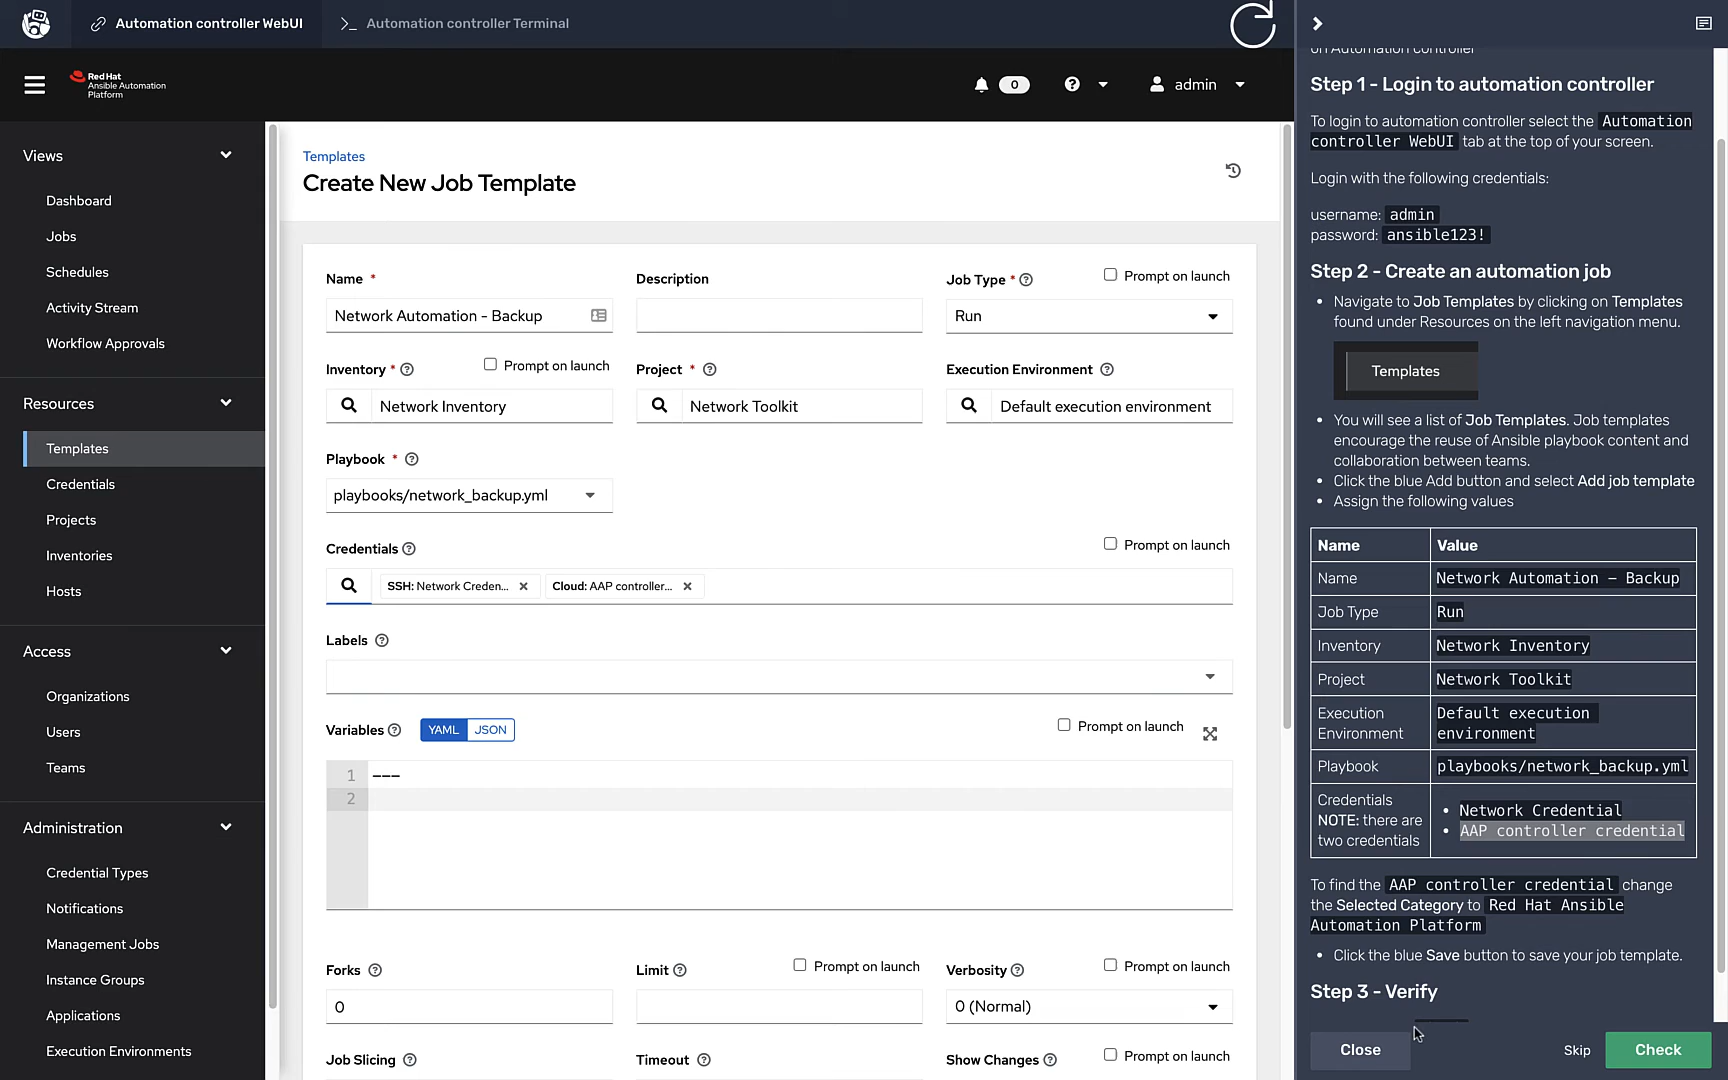 Automation controller WebUI
>_ Automation controller Terminal
Red Hat
Ansible Automation
Platform
0
admin
Views
Dashboard
Jobs
Schedules
Activity Stream
Workflow Approvals
Resources
Templates
Credentials
Projects
Inventories
Hosts
Access
Organizations
Users
Teams
Administration
Credential Types
Notifications
Management Jobs
Instance Groups
Applications
Execution Environments
Templates
Create New Job Template
Name *
Network Automation - Backup
Description
Job Type *
Prompt on launch
Run
Inventory *
Prompt on launch
Network Inventory
Project *
Network Toolkit
Execution Environment
Default execution environment
Playbook *
playbooks/network_backup.yml
Credentials
Prompt on launch
SSH: Network Creden...
Cloud: AAP controller...
Labels
Variables
YAML JSON
Prompt on launch
1 ---
2
Forks
0
Limit
Prompt on launch
Verbosity
Prompt on launch
0 (Normal)
Job Slicing
Timeout
Show Changes
Prompt on launch
on Automation controller
Step 1 - Login to automation controller
To login to automation controller select the Automation
controller WebUI tab at the top of your screen.
Login with the following credentials:
username: admin
password: ansible123!
Step 2 - Create an automation job
• Navigate to Job Templates by clicking on Templates
found under Resources on the left navigation menu.
Templates
• You will see a list of Job Templates. Job templates
encourage the reuse of Ansible playbook content and
collaboration between teams.
• Click the blue Add button and select Add job template
• Assign the following values
Name Value
Name Network Automation – Backup
Job Type Run
Inventory Network Inventory
Project Network Toolkit
Execution Environment Default execution environment
Playbook playbooks/network_backup.yml
Credentials
NOTE: there are
two credentials
• Network Credential
• AAP controller credential
To find the AAP controller credential change
the Selected Category to Red Hat Ansible
Automation Platform
• Click the blue Save button to save your job template.
Step 3 - Verify
Close
Skip
Check